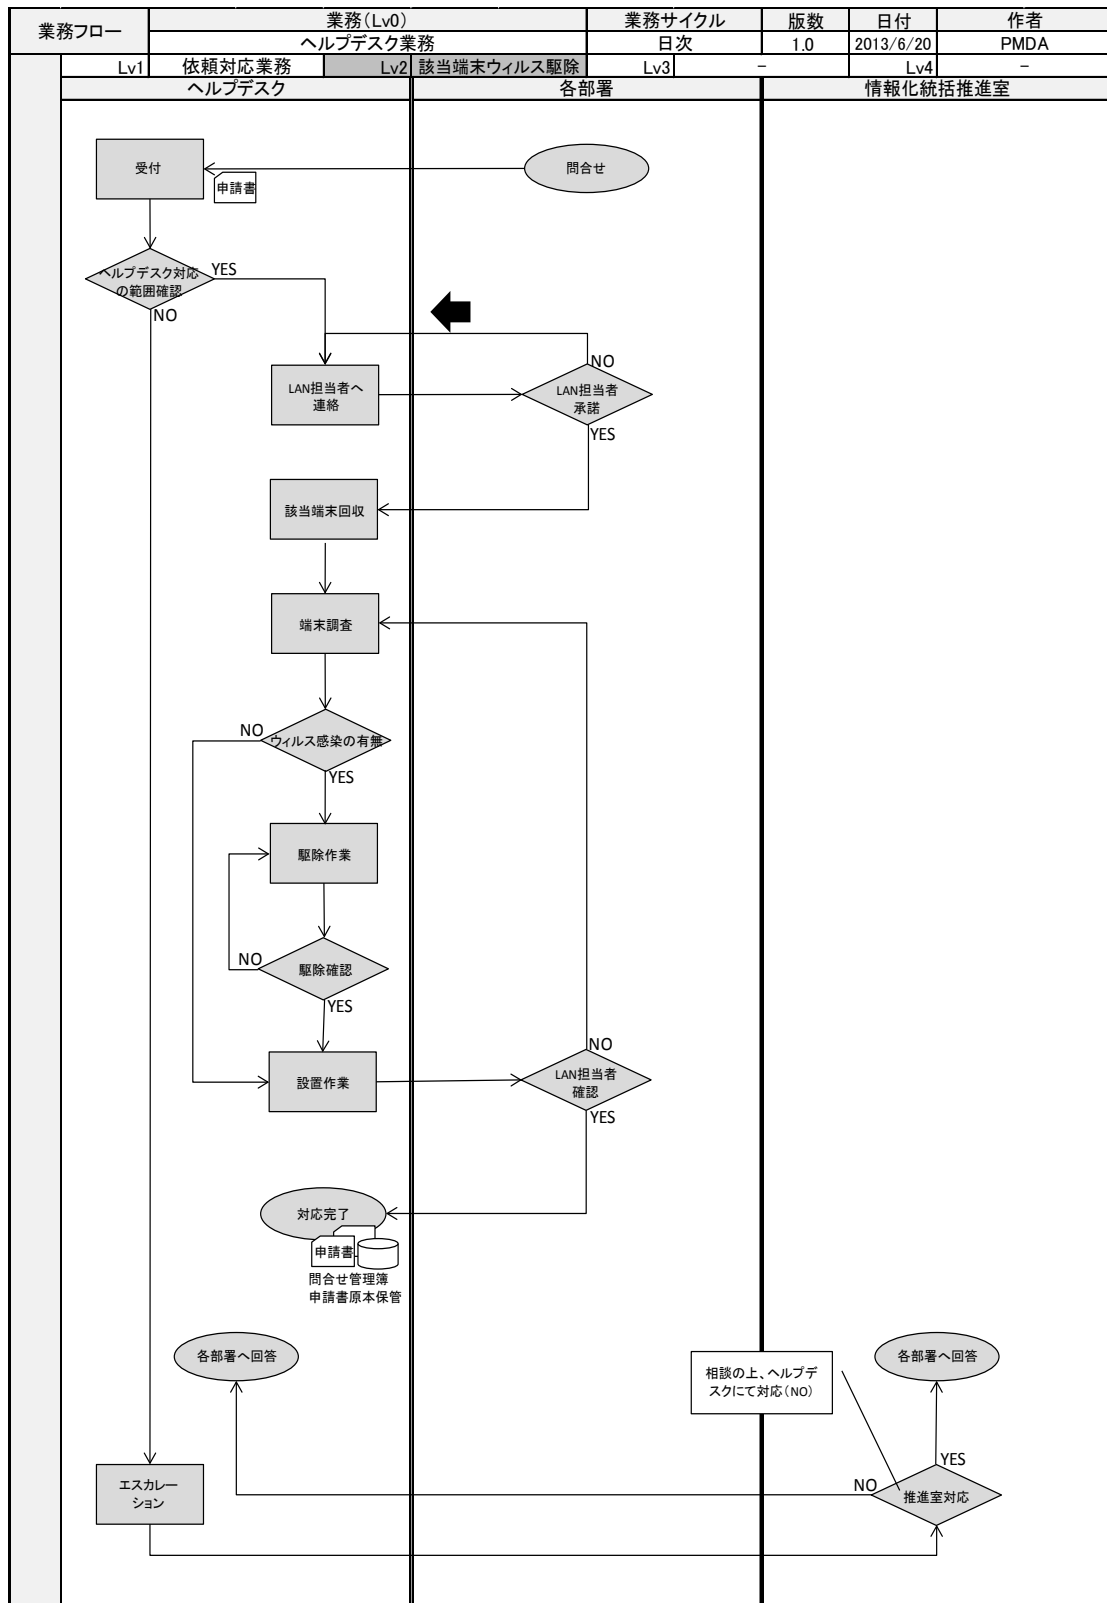 業務フロー
業務(Lv0)
業務サイクル
版数
日付
作者
ヘルプデスク業務
日次
1.0
2013/6/20
PMDA
Lv1
依頼対応業務
Lv2
該当端末ウィルス駆除
Lv3
-
Lv4
-
ヘルプデスク
各部署
情報化統括推進室
受付
申請書
問合せ
ヘルプデスク対応
の範囲確認
YES
NO
LAN担当者へ
連絡
NO
LAN担当者
承諾
YES
該当端末回収
端末調査
NO
ウィルス感染の有無
YES
駆除作業
NO
駆除確認
YES
設置作業
NO
LAN担当者
確認
YES
対応完了
申請書
問合せ管理簿
申請書原本保管
各部署へ回答
相談の上、ヘルプデ
スクにて対応(NO)
各部署へ回答
YES
エスカレー
ション
NO
推進室対応